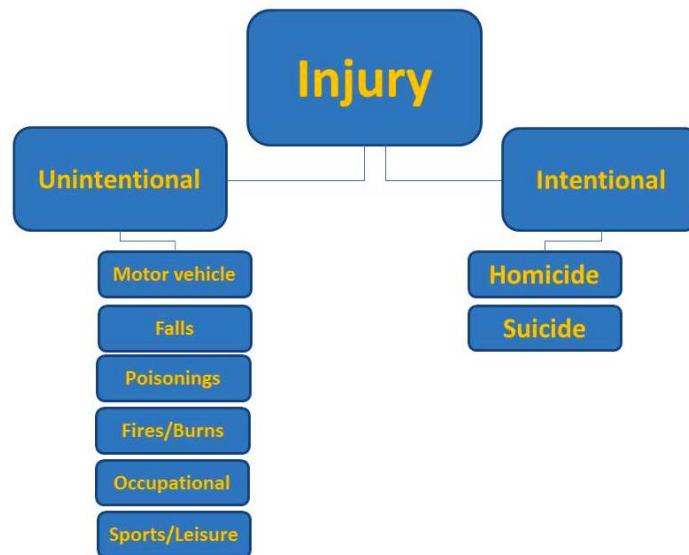 Injury
Unintentional
Intentional
Motor vehicle
Falls
Poisonings
Fires/Burns
Occupational
Sports/Leisure
Homicide
Suicide